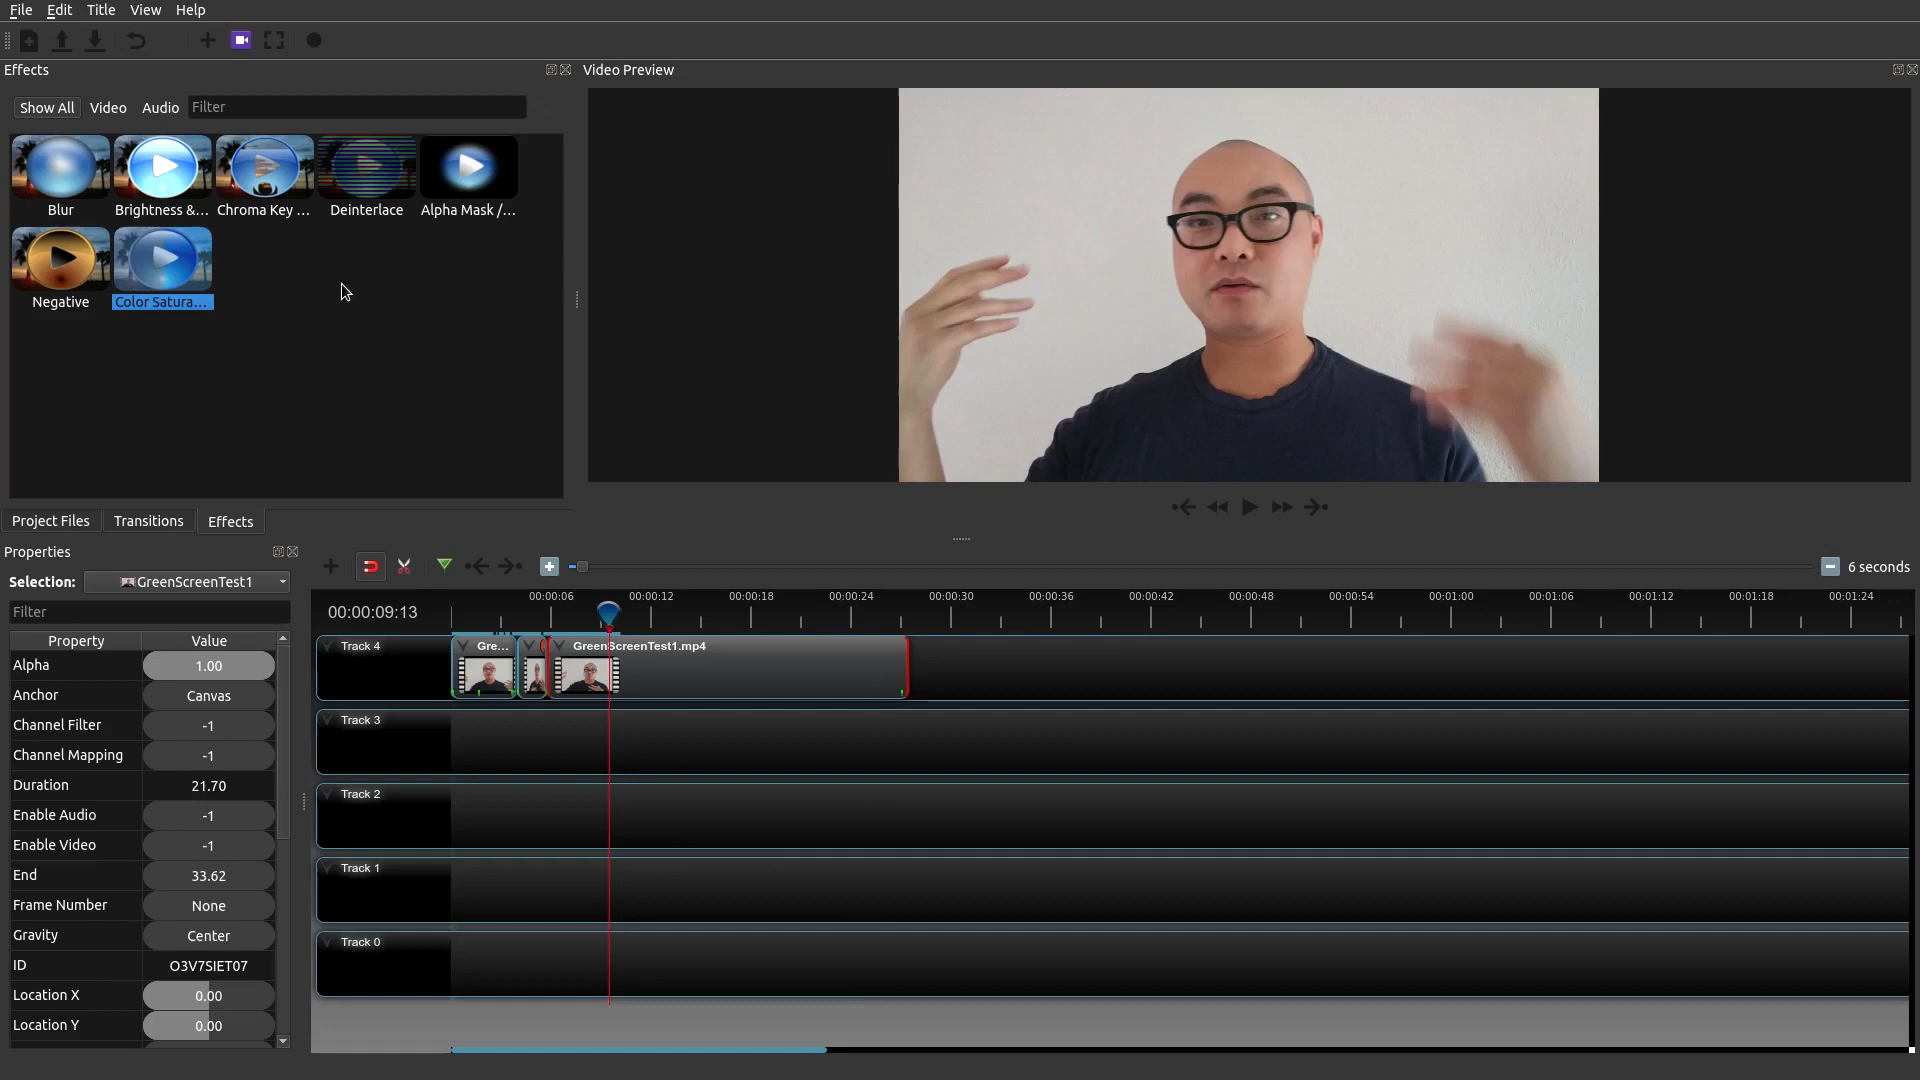 File Edit Title View Help
Effects
Video Preview
Show All Video Audio Filter
Blur Brightness &... Chroma Key ... Deinterlace Alpha Mask /...
Negative Color Satura...
Project Files Transitions Effects
Properties
Selection: GreenScreenTest1
6 seconds
Filter
00:00:09:13
00:00:06 00:00:12 00:00:18 00:00:24 00:00:30 00:00:36 00:00:42 00:00:48 00:00:54 00:01:00 00:01:06 00:01:12 00:01:18 00:01:24
Property Value
Alpha 1.00
Anchor Canvas
Channel Filter -1
Channel Mapping -1
Duration 21.70
Enable Audio -1
Enable Video -1
End 33.62
Frame Number None
Gravity Center
ID O3V7SIET07
Location X 0.00
Location Y 0.00
Track 4 Gre... GreenScreenTest1.mp4
Track 3
Track 2
Track 1
Track 0